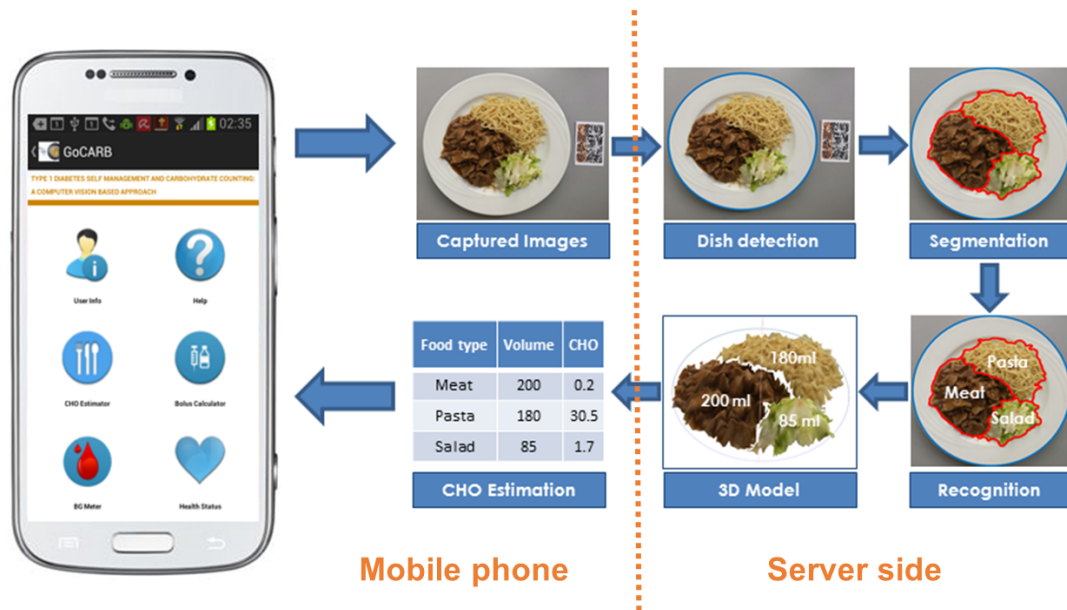 02:35
GoCARB
TYPE 1 DIABETES SELF MANAGEMENT AND CARBOHYDRATE COUNTING:
A COMPUTER VISION BASED APPROACH
User Info
Help
CHO Estimator
Bolus Calculator
BG Meter
Health Status
Captured Images
Dish detection
Segmentation
Pasta
Meat
Salad
Recognition
180ml
200 ml
85 ml
3D Model
Food type Volume CHO
Meat 200 0.2
Pasta 180 30.5
Salad 85 1.7
CHO Estimation
Mobile phone
Server side